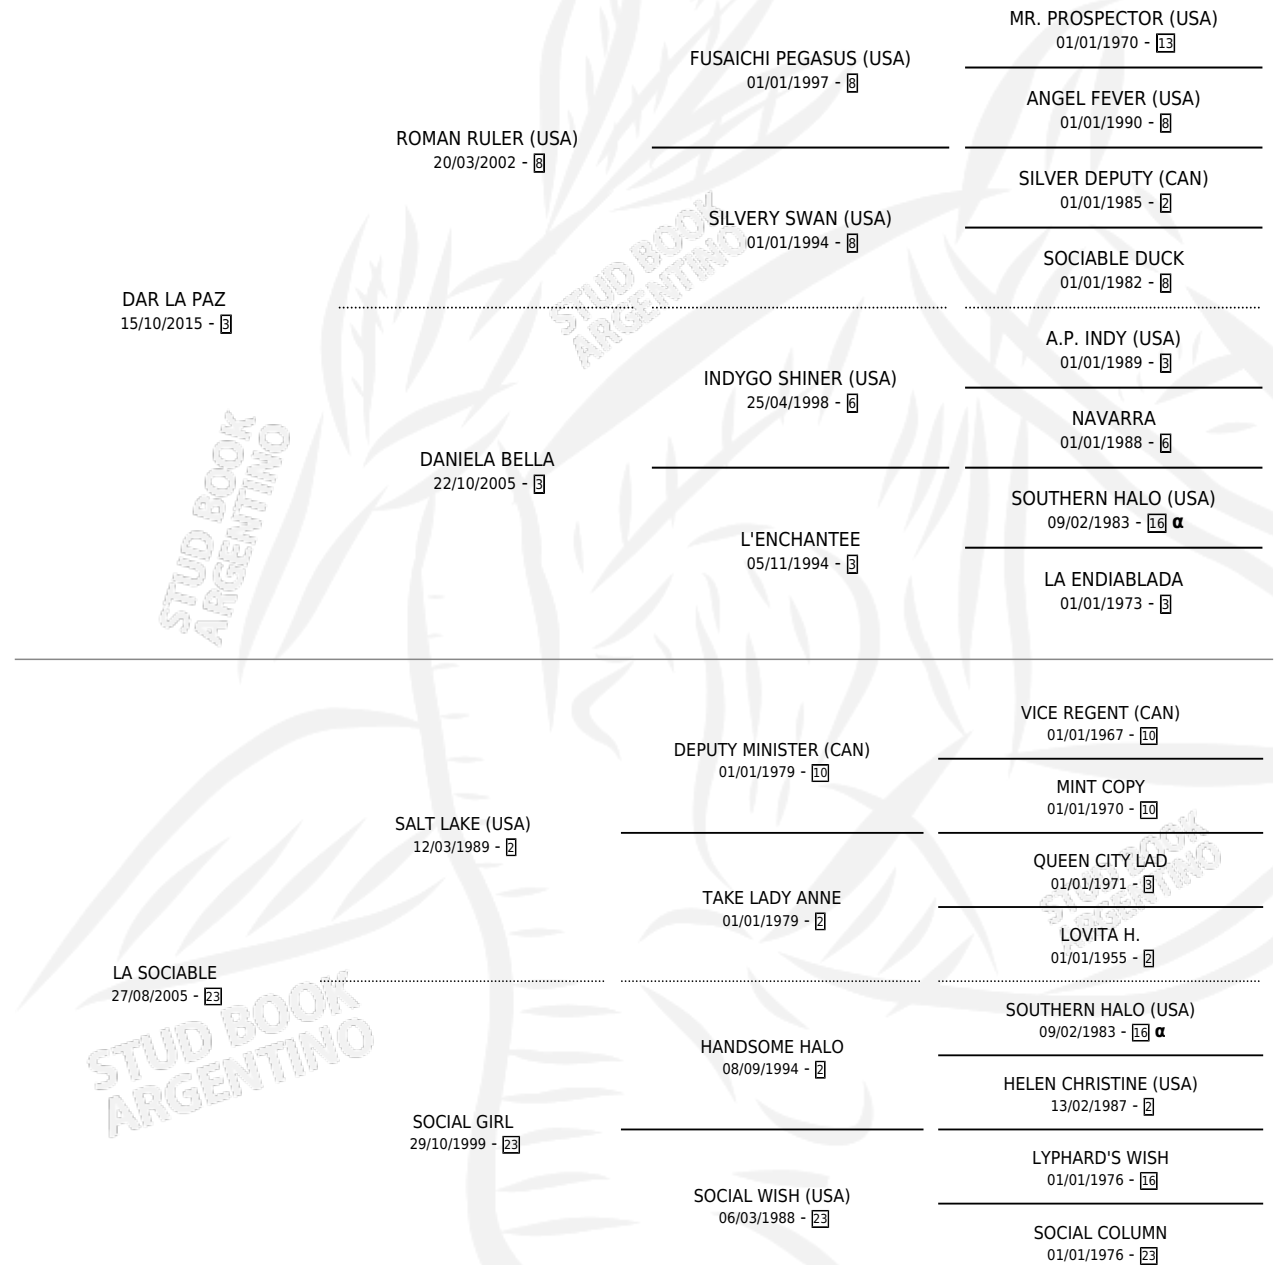 MR. PROSPECTOR (USA)
01/01/1970 - 13
FUSAICHI PEGASUS (USA)
01/01/1997 - 8
ANGEL FEVER (USA)
01/01/1990 - 8
ROMAN RULER (USA)
20/03/2002 - 8
SILVER DEPUTY (CAN)
01/01/1985 - 2
SILVERY SWAN (USA)
01/01/1994 - 8
SOCIABLE DUCK
01/01/1982 - 8
DAR LA PAZ
15/10/2015 - 3
A.P. INDY (USA)
01/01/1989 - 3
INDYGO SHINER (USA)
25/04/1998 - 6
NAVARRA
01/01/1988 - 6
DANIELA BELLA
22/10/2005 - 3
SOUTHERN HALO (USA)
09/02/1983 - 16 α
L'ENCHANTEE
05/11/1994 - 3
LA ENDIABLADA
01/01/1973 - 3
VICE REGENT (CAN)
01/01/1967 - 10
DEPUTY MINISTER (CAN)
01/01/1979 - 10
MINT COPY
01/01/1970 - 10
SALT LAKE (USA)
12/03/1989 - 2
QUEEN CITY LAD
01/01/1971 - 3
TAKE LADY ANNE
01/01/1979 - 2
LOVITA H.
01/01/1955 - 2
LA SOCIABLE
27/08/2005 - 23
SOUTHERN HALO (USA)
09/02/1983 - 16 α
HANDSOME HALO
08/09/1994 - 2
HELEN CHRISTINE (USA)
13/02/1987 - 2
SOCIAL GIRL
29/10/1999 - 23
LYPHARD'S WISH
01/01/1976 - 16
SOCIAL WISH (USA)
06/03/1988 - 23
SOCIAL COLUMN
01/01/1976 - 23
STUD BOOK
ARGENTINO
STUD BOOK
ARGENTINO
STUD BOOK
ARGENTINO
STUD BOOK
ARGENTINO